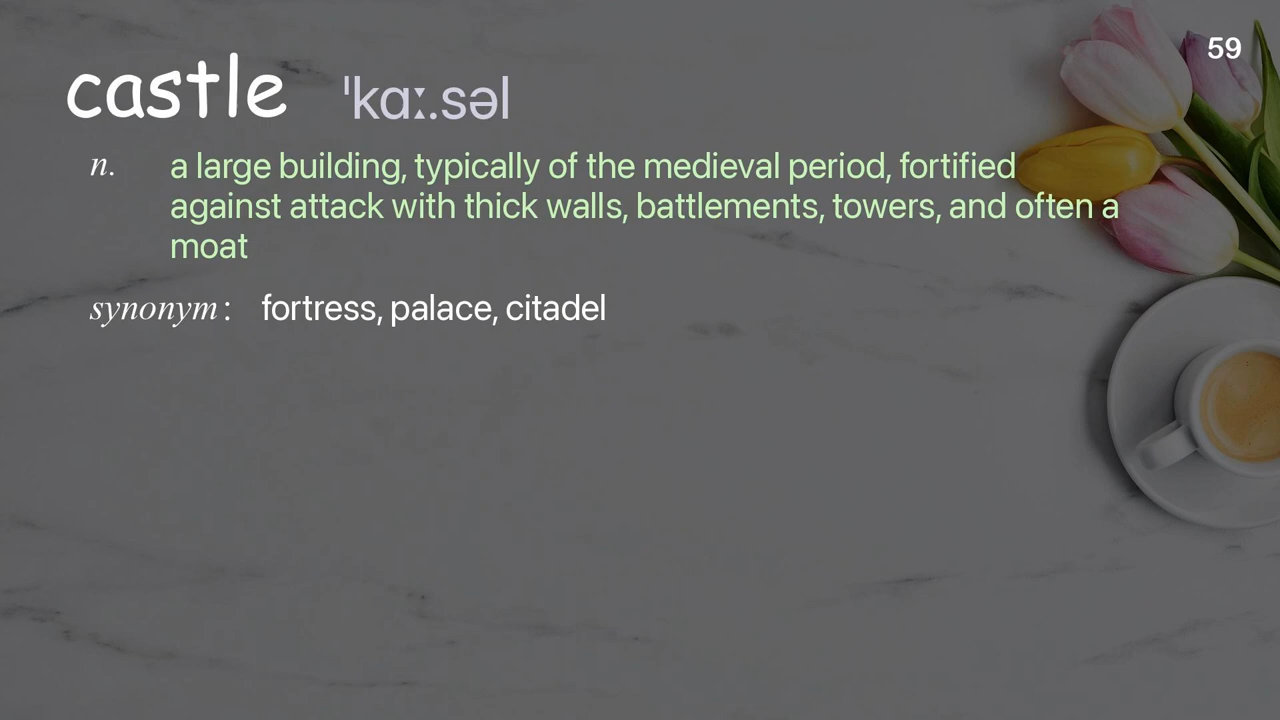 59
castle ˈkɑː.səl
n. a large building, typically of the medieval period, fortified
against attack with thick walls, battlements, towers, and often a
moat
synonym: fortress, palace, citadel